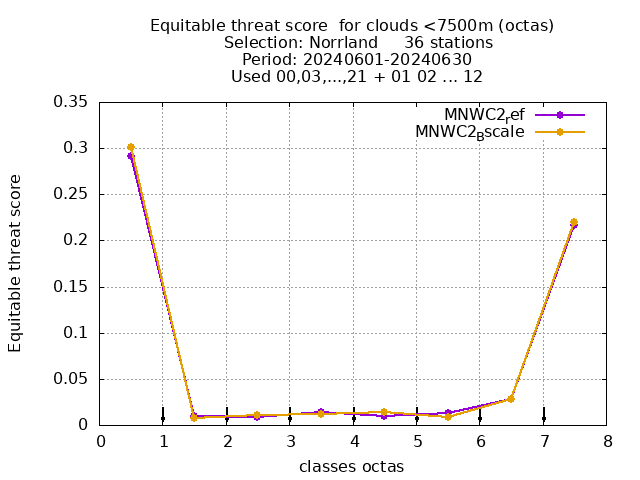 Equitable threat score  for clouds <7500m (octas)
Selection: Norrland     36 stations
Period: 20240601-20240630
Used 00,03,...,21 + 01 02 ... 12
MNWC2ref
MNWC2Bscale
0.35
0.3
0.25
0.2
0.15
0.1
0.05
0
Equitable threat score
0 1 2 3 4 5 6 7 8
classes octas